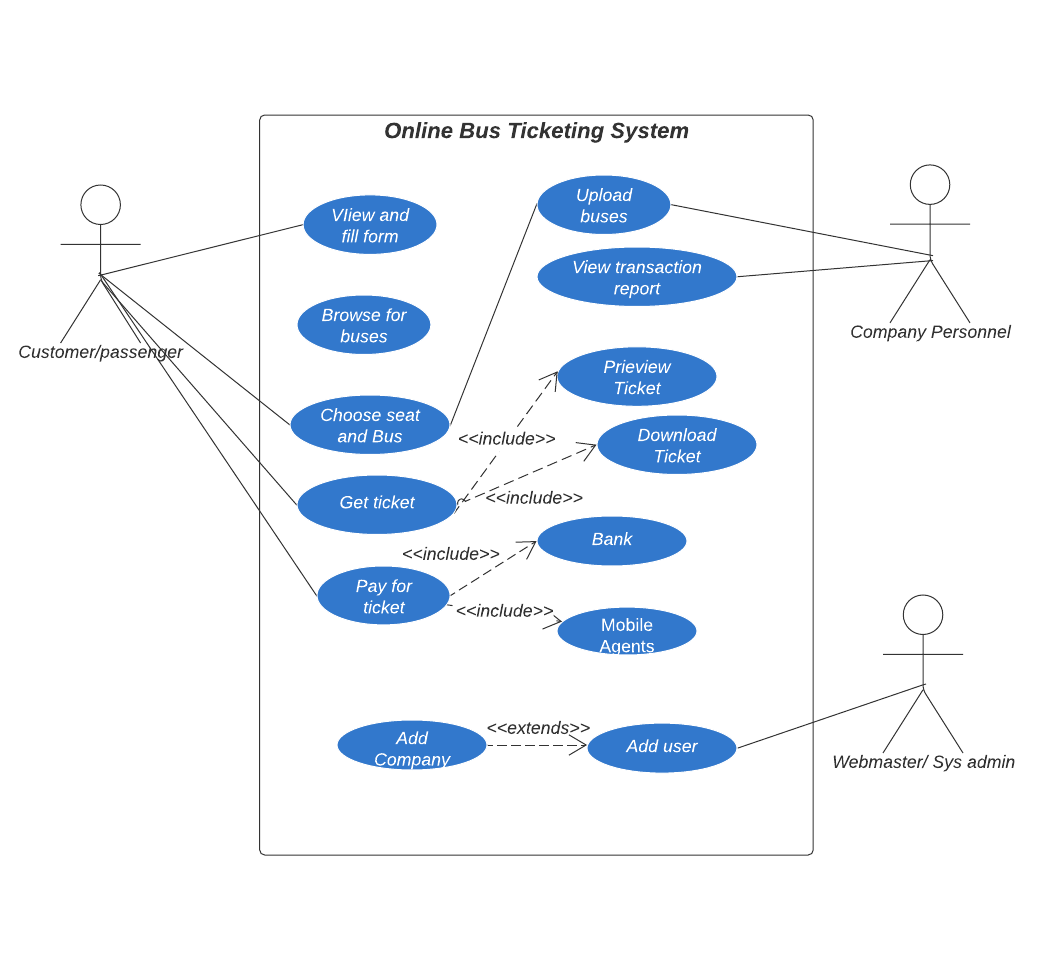 Online Bus Ticketing System
VIiew and
fill form
Browse for
buses
Choose seat
and Bus
Get ticket
Pay for
ticket
Upload
buses
View transaction
report
Prieview
Ticket
Download
Ticket
Bank
Mobile
Agents
Add
Company
Add user
<<include>>
<<include>>
<<include>>
<<include>>
<<extends>>
Customer/passenger
Company Personnel
Webmaster/ Sys admin